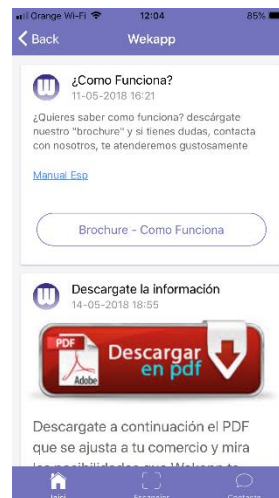 Orange Wi-Fi 12:04 85%
Back Wekapp
¿Como Funciona?
11-05-2018 16:21
¿Quieres saber como funciona? descárgate
nuestro "brochure" y si tienes dudas, contacta
con nosotros, te atenderemos gustosamente
Manual Esp
Brochure - Como Funciona
Descargate la información
14-05-2018 18:55
PDF
Adobe
Descargar
en pdf
Descargate a continuación el PDF
que se ajusta a tu comercio y mira